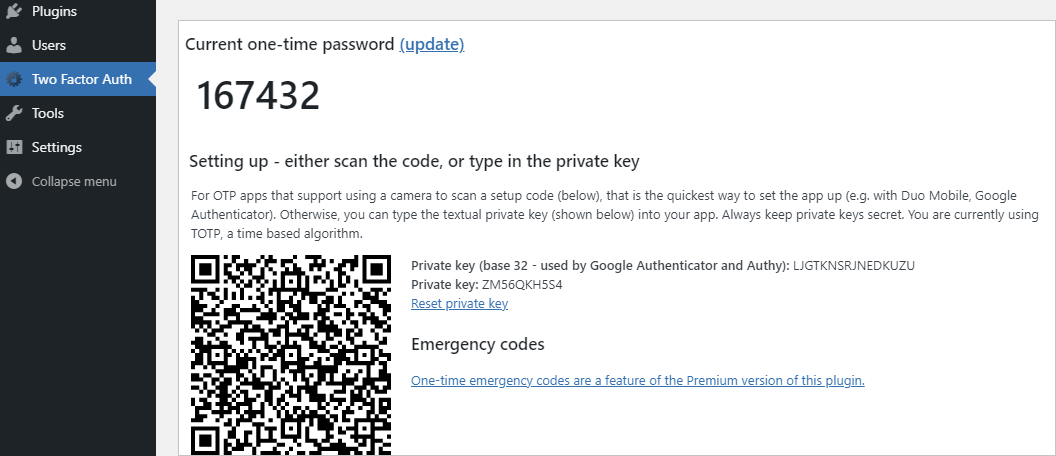 Plugins
Users
Two Factor Auth
Tools
Settings
Collapse menu
Current one-time password (update)
167432
Setting up - either scan the code, or type in the private key
For OTP apps that support using a camera to scan a setup code (below), that is the quickest way to set the app up (e.g. with Duo Mobile, Google
Authenticator). Otherwise, you can type the textual private key (shown below) into your app. Always keep private keys secret. You are currently using
TOTP, a time based algorithm.
Private key (base 32 - used by Google Authenticator and Authy): LJGTKNSRJNEDKUZU
Private key: ZM56QKH5S4
Reset private key
Emergency codes
One-time emergency codes are a feature of the Premium version of this plugin.